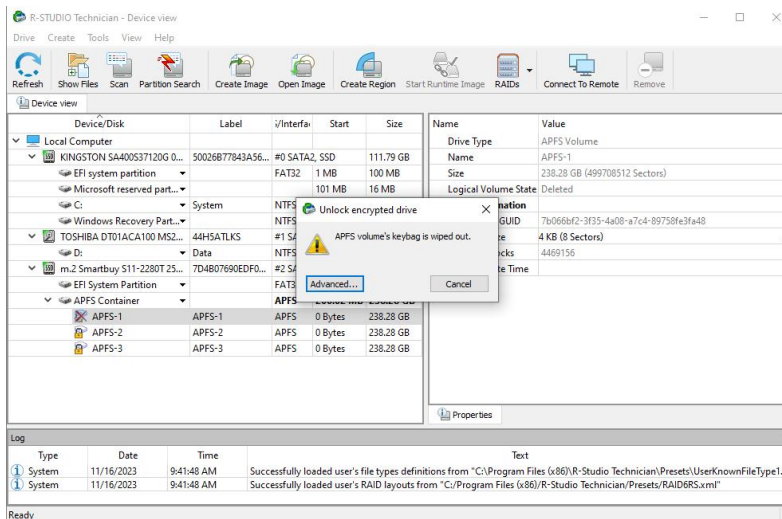 R-STUDIO Technician - Device view
Drive Create Tools View Help
Refresh Show Files Scan Partition Search Create Image Open Image Create Region Start Runtime Image RAIDs Connect To Remote Remove
Device view
Device/Disk Label Start Size
Local Computer
KINGSTON SA400S37120G 0... 50026B77843A56... #0 SATA2, SSD 111.79 GB
EFI system partition FAT32 1 MB 100 MB
Microsoft reserved part... 101 MB 16 MB
C: System NTFS
Windows Recovery Part... NTFS
TOSHIBA DT01ACA100 MS2... 44H5ATLKS #1 SA
D: Data NTFS
m.2 Smartbuy S11-2280T 25... 7D4B07690EDF0... #2 SA
EFI System Partition FAT3
APFS Container APFS
APFS-1 APFS-1 APFS 0 Bytes 238.28 GB
APFS-2 APFS-2 APFS 0 Bytes 238.28 GB
APFS-3 APFS-3 APFS 0 Bytes 238.28 GB
Name Value
Drive Type APFS Volume
Name APFS-1
Size 238.28 GB (499708512 Sectors)
Logical Volume State Deleted
mation
GUID 7b066bf2-3f35-4a08-a7c4-89758fe3fa48
ze 4 KB (8 Sectors)
cks 4469156
te Time
Properties
Unlock encrypted drive
APFS volume's keybag is wiped out.
Advanced... Cancel
Log
Type Date Time Text
System 11/16/2023 9:41:48 AM Successfully loaded user's file types definitions from "C:\Program Files (x86)\R-Studio Technician\Presets\UserKnownFileType1.
System 11/16/2023 9:41:48 AM Successfully loaded user's RAID layouts from "C:/Program Files (x86)/R-Studio Technician/Presets/RAID6RS.xml"
Ready